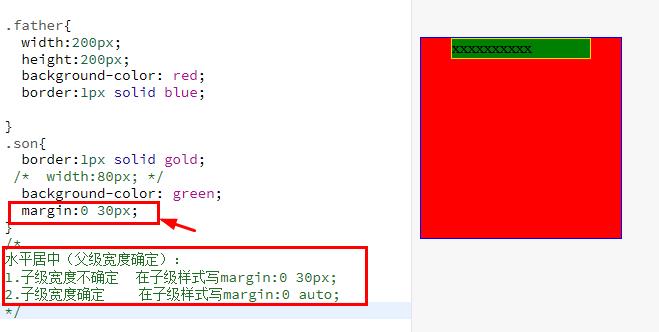 .father{
width:200px;
height:200px;
background-color: red;
border:1px solid blue;
}
.son{
border:1px solid gold;
/* width:80px; */
background-color: green;
margin:0 30px;
}
/*
水平居中（父级宽度确定）：
1.子级宽度不确定 在子级样式写margin:0 30px;
2.子级宽度确定 在子级样式写margin:0 auto;
*/
xxxxxxxxxxx